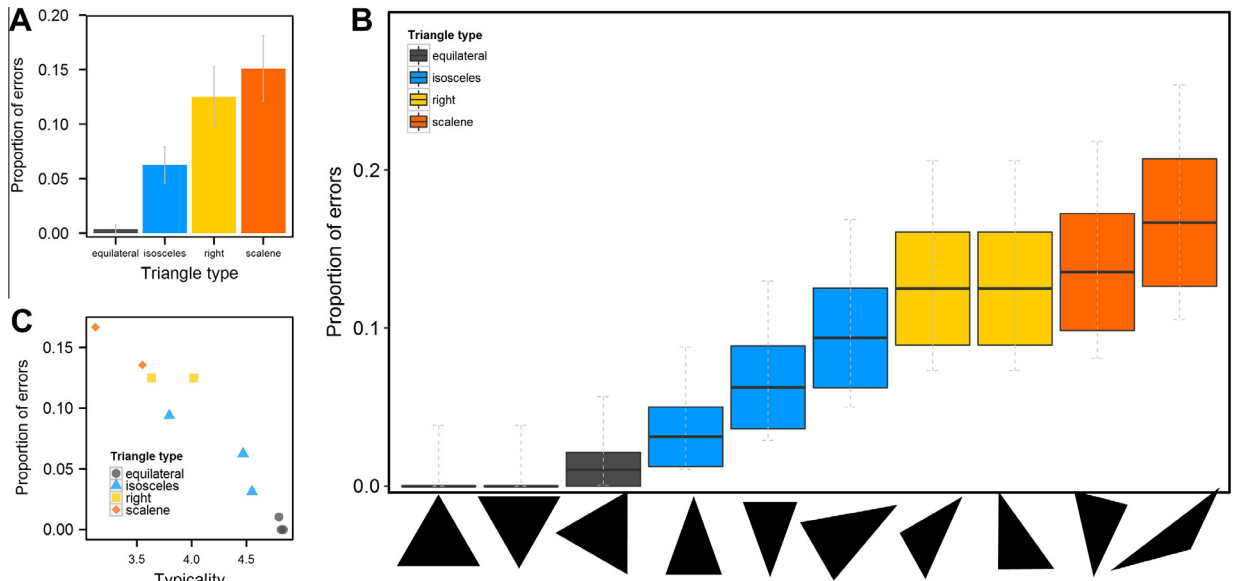 A
Proportion of errors
0.20
0.15
0.10
0.05
0.00
equilateral isosceles right scalene
Triangle type
B
Proportion of errors
0.2
0.1
0.0
Triangle type
equilateral
isosceles
right
scalene
C
Proportion of errors
0.15
0.10
0.05
0.00
Triangle type
equilateral
isosceles
right
scalene
3.5 4.0 4.5
Typicality